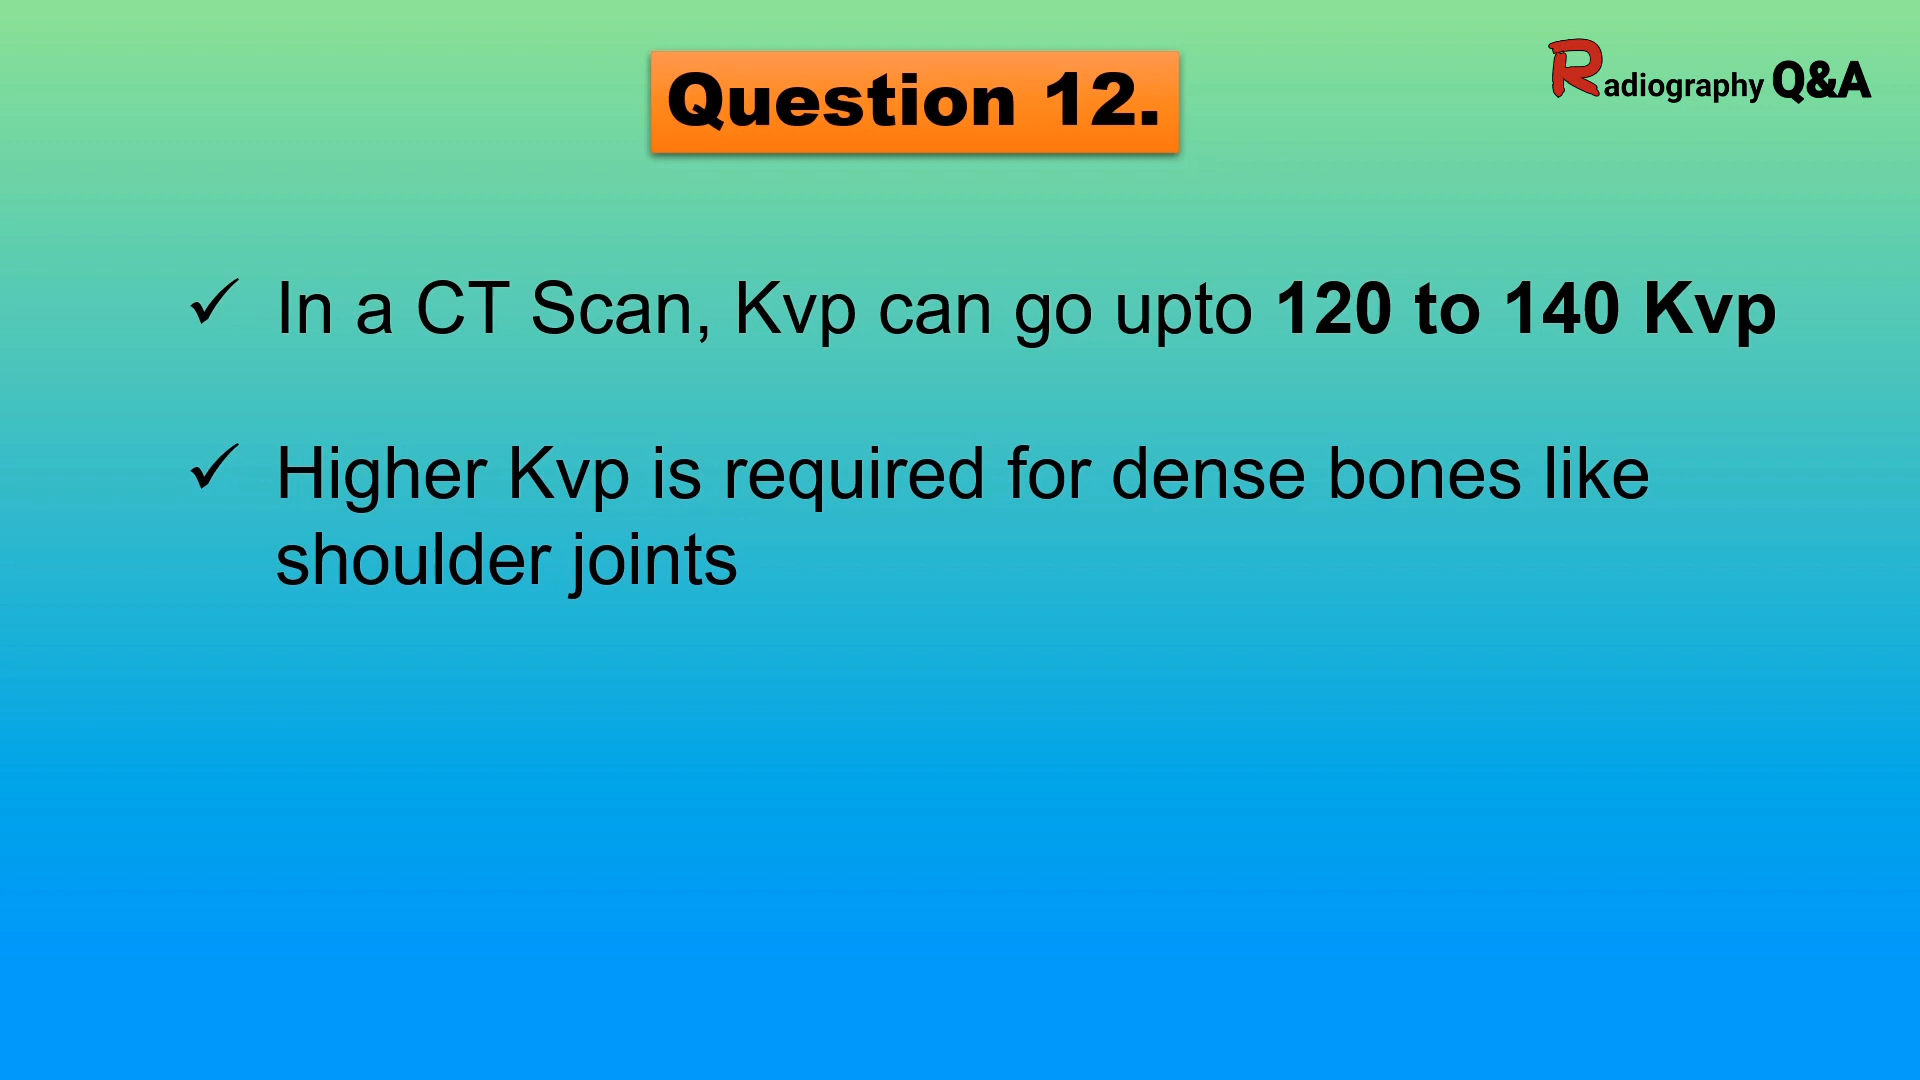 Question 12.
Radiography Q&A
✓ In a CT Scan, Kvp can go upto 120 to 140 Kvp
✓ Higher Kvp is required for dense bones like
shoulder joints